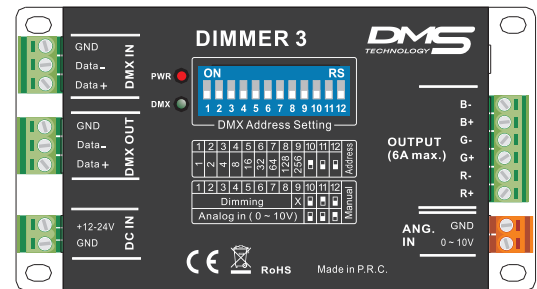 DIMMER 3
DMS
TECHNOLOGY
GND
Data-
Data+
DMX IN
PWR
DMX
ON RS
1 2 3 4 5 6 7 8 9 10 11 12
DMX Address Setting
GND
Data-
Data+
DMX OUT
1 2 3 4 5 6 7 8 9 10 11 12
1 2 4 8 16 32 64 128 256
Address
1 2 3 4 5 6 7 8 9 10 11 12
Dimming X
Analog in ( 0 ~ 10V)
Manual
+12-24V
GND
DC IN
B-
B+
G-
G+
R-
R+
OUTPUT
(6A max.)
ANG.
IN
GND
0 ~ 10V
CE
RoHS
Made in P.R.C.